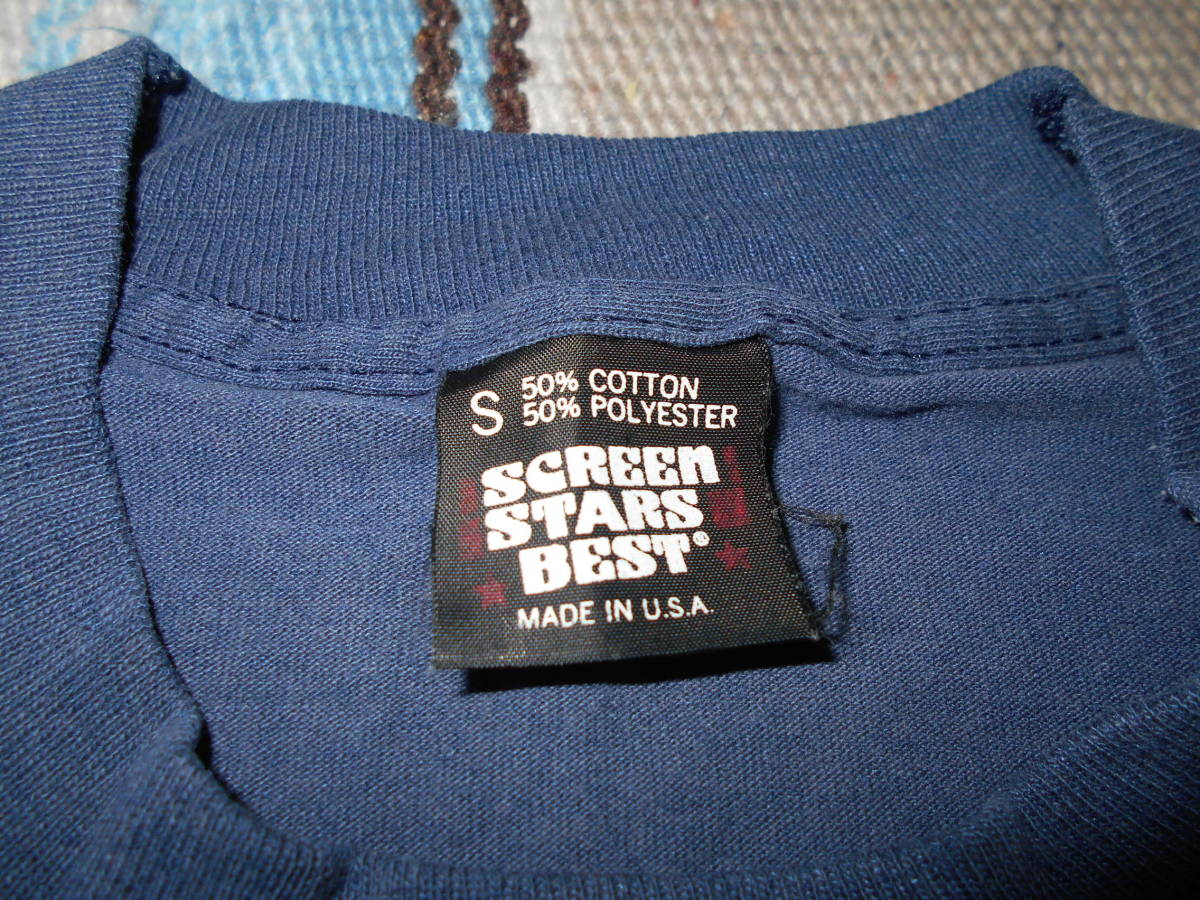 S 50% COTTON
50% POLYESTER
SCREEN
STARS
BEST®
MADE IN U.S.A.